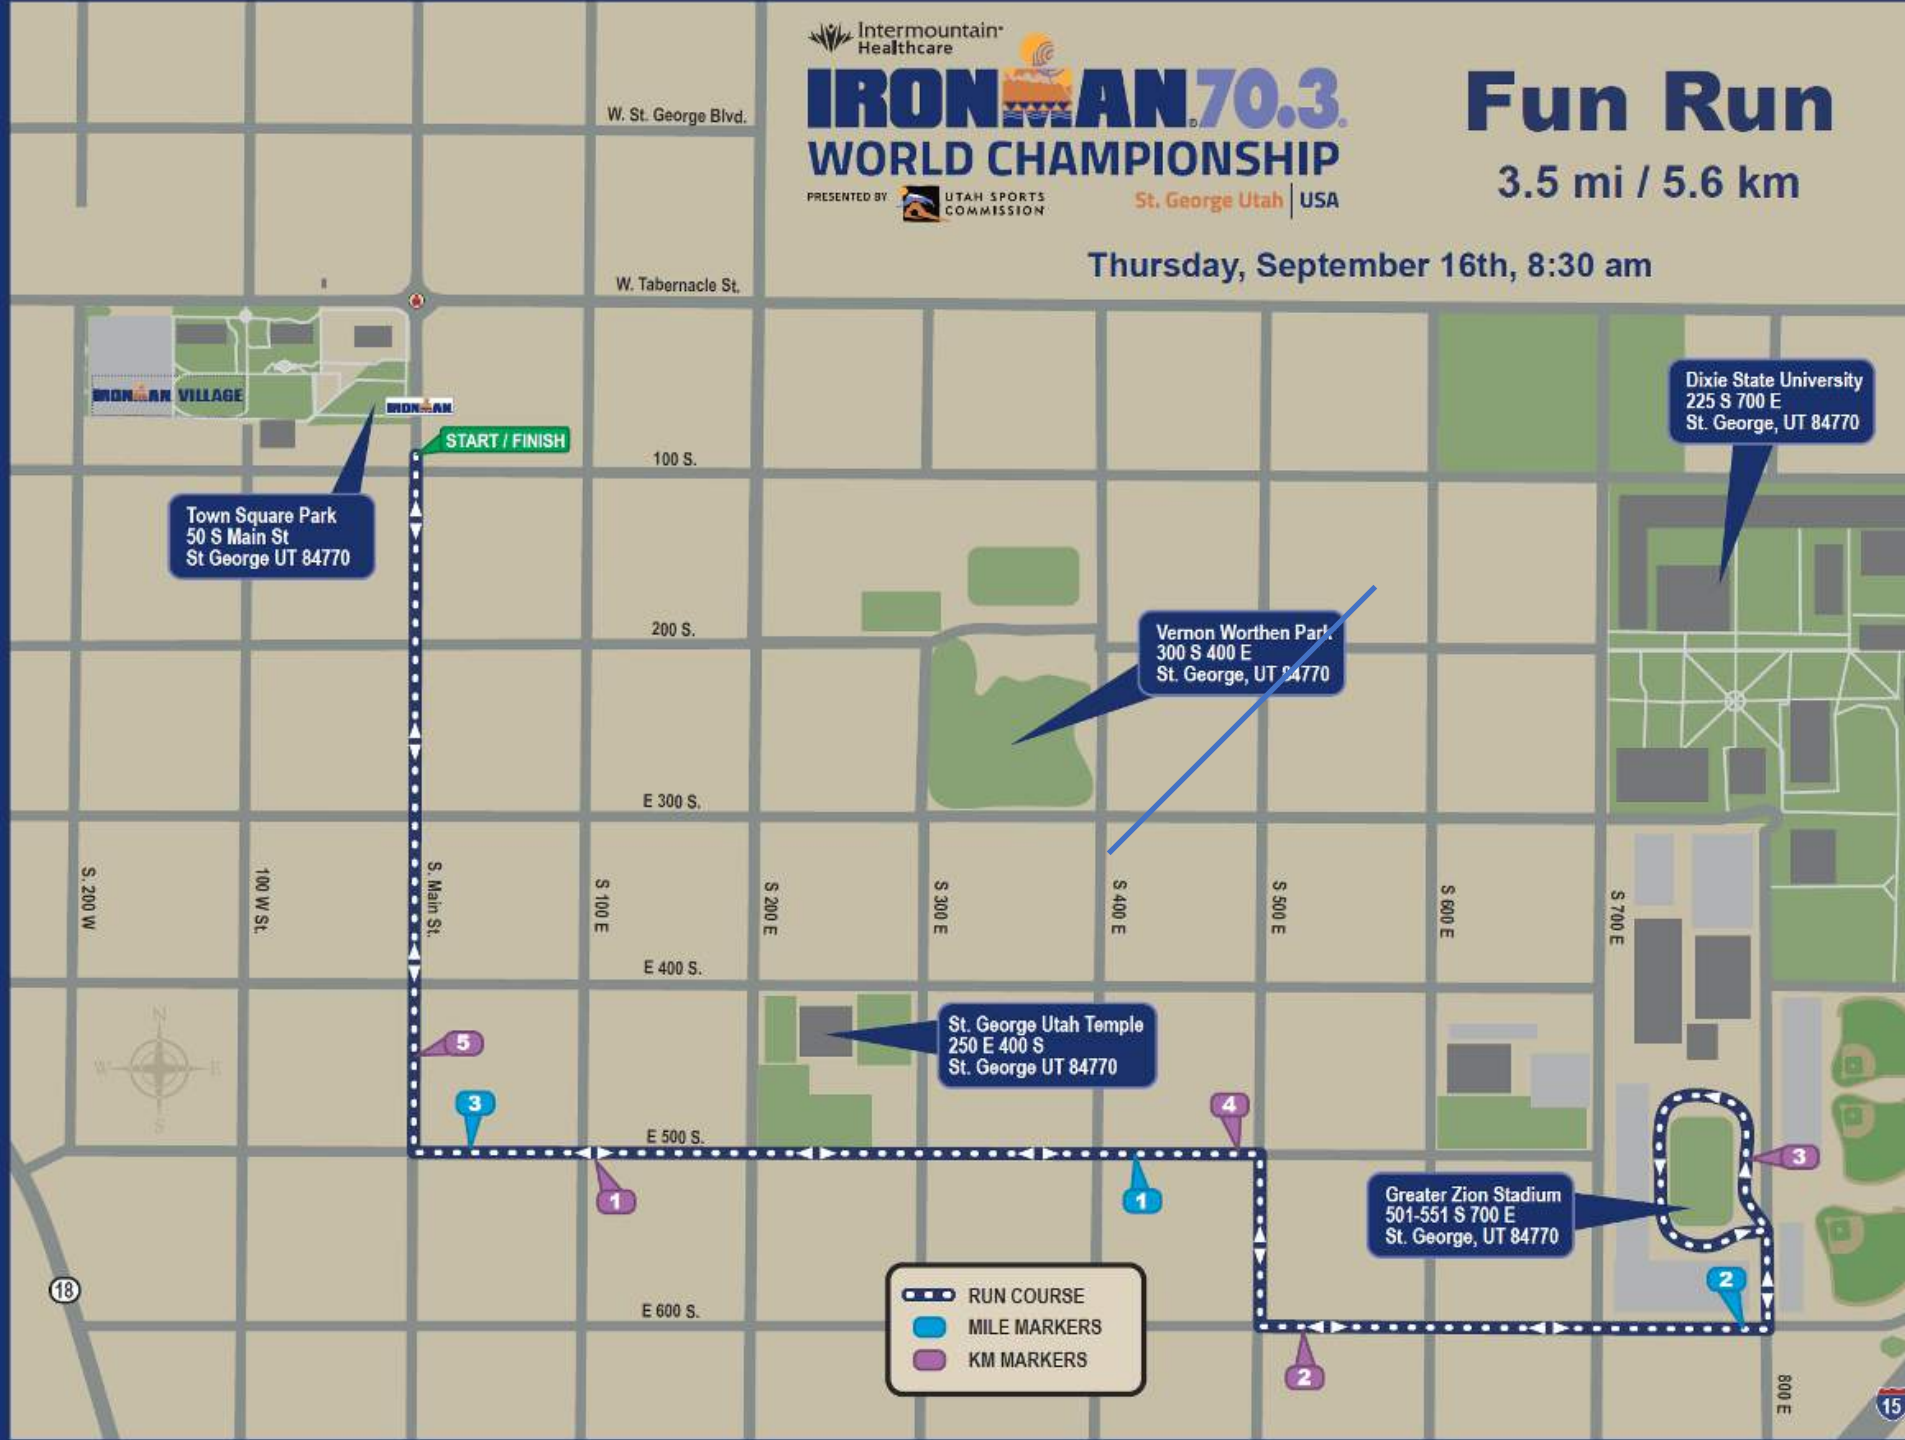 Intermountain
Healthcare
IRONMAN 70.3
WORLD CHAMPIONSHIP
PRESENTED BY UTAH SPORTS
COMMISSION
St. George Utah | USA
Fun Run
3.5 mi / 5.6 km
Thursday, September 16th, 8:30 am
W. St. George Blvd.
W. Tabernacle St.
IRONMAN VILLAGE
IRONMAN
START / FINISH
100 S.
Dixie State University
225 S 700 E
St. George, UT 84770
Town Square Park
50 S Main St
St George UT 84770
200 S.
Vernon Worthen Park
300 S 400 E
St. George, UT 84770
E 300 S.
S. 200 W
100 W St.
S. Main St.
S 100 E
S 200 E
S 300 E
S 400 E
S 500 E
S 600 E
S 700 E
E 400 S.
N
W
E
S
St. George Utah Temple
250 E 400 S
St. George UT 84770
5
3
4
E 500 S.
1
1
3
Greater Zion Stadium
501-551 S 700 E
St. George, UT 84770
18
E 600 S.
2
2
RUN COURSE
MILE MARKERS
KM MARKERS
800 E
15